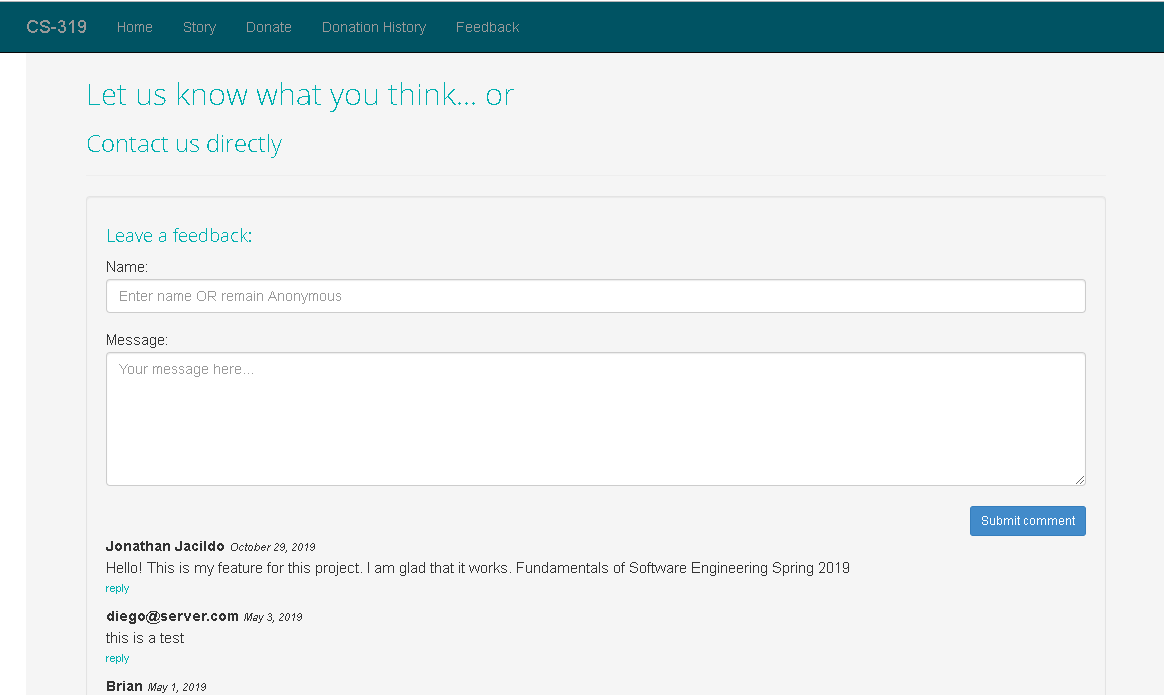 CS-319 Home Story Donate Donation History Feedback
Let us know what you think... or
Contact us directly
Leave a feedback:
Name:
Enter name OR remain Anonymous
Message:
Your message here...
Submit comment
Jonathan Jacildo October 29, 2019
Hello! This is my feature for this project. I am glad that it works. Fundamentals of Software Engineering Spring 2019
reply
diego@server.com May 3, 2019
this is a test
reply
Brian May 1, 2019